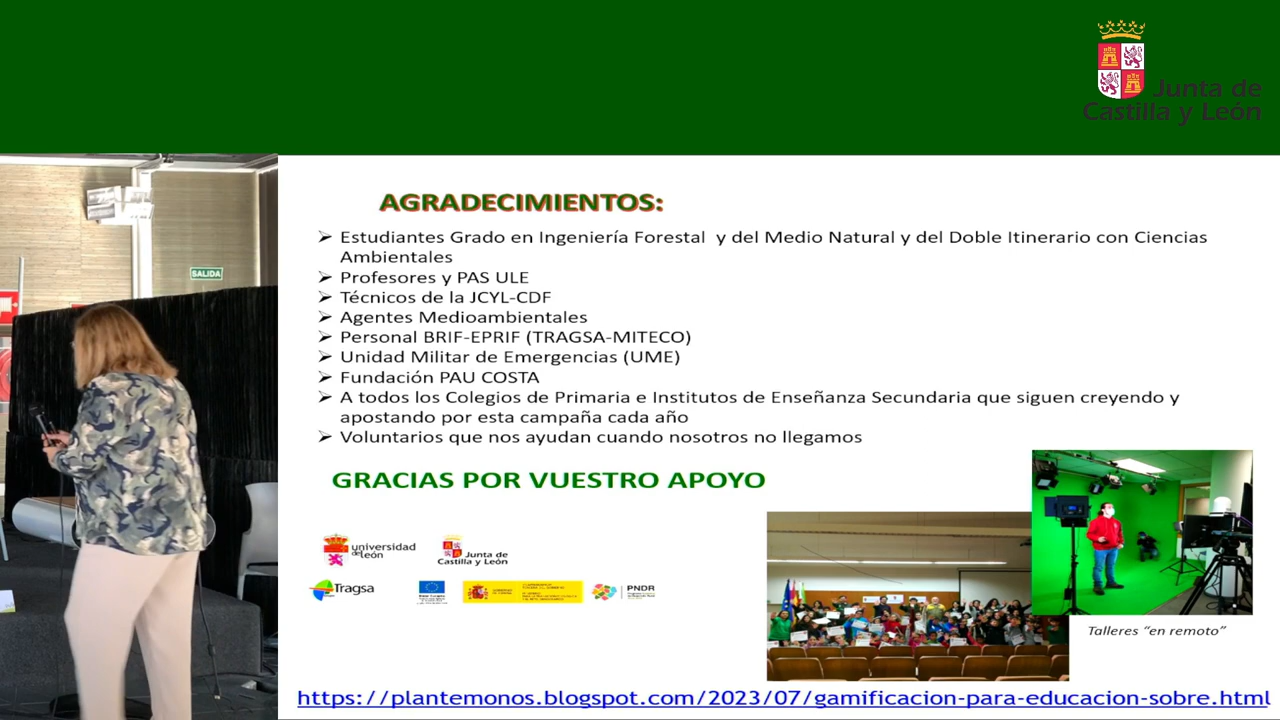 Junta de
Castilla y León
SALIDA
AGRADECIMIENTOS:
➢ Estudiantes Grado en Ingeniería Forestal y del Medio Natural y del Doble Itinerario con Ciencias
Ambientales
➢ Profesores y PAS ULE
➢ Técnicos de la JCYL-CDF
➢ Agentes Medioambientales
➢ Personal BRIF-EPRIF (TRAGSA-MITECO)
➢ Unidad Militar de Emergencias (UME)
➢ Fundación PAU COSTA
➢ A todos los Colegios de Primaria e Institutos de Enseñanza Secundaria que siguen creyendo y
apostando por esta campaña cada año
➢ Voluntarios que nos ayudan cuando nosotros no llegamos
GRACIAS POR VUESTRO APOYO
universidad
de león
Junta de
Castilla y León
Tragsa
PNDR
Talleres “en remoto”
https://plantemonos.blogspot.com/2023/07/gamificacion-para-educacion-sobre.html